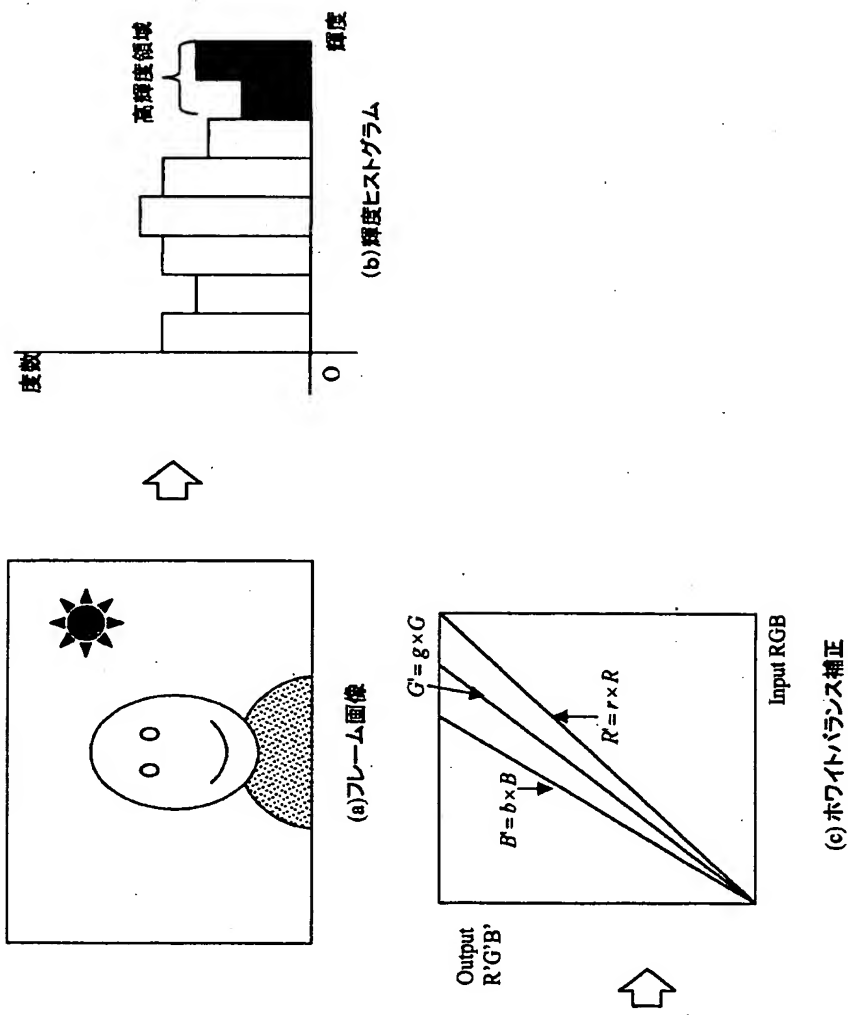 (a)フレーム画像
度数
O
高輝度領域
輝度
(b)輝度ヒストグラム
Output
R'G'B'
B'=b×B
G'=g×G
R'=r×R
Input RGB
(c)ホワイトバランス補正